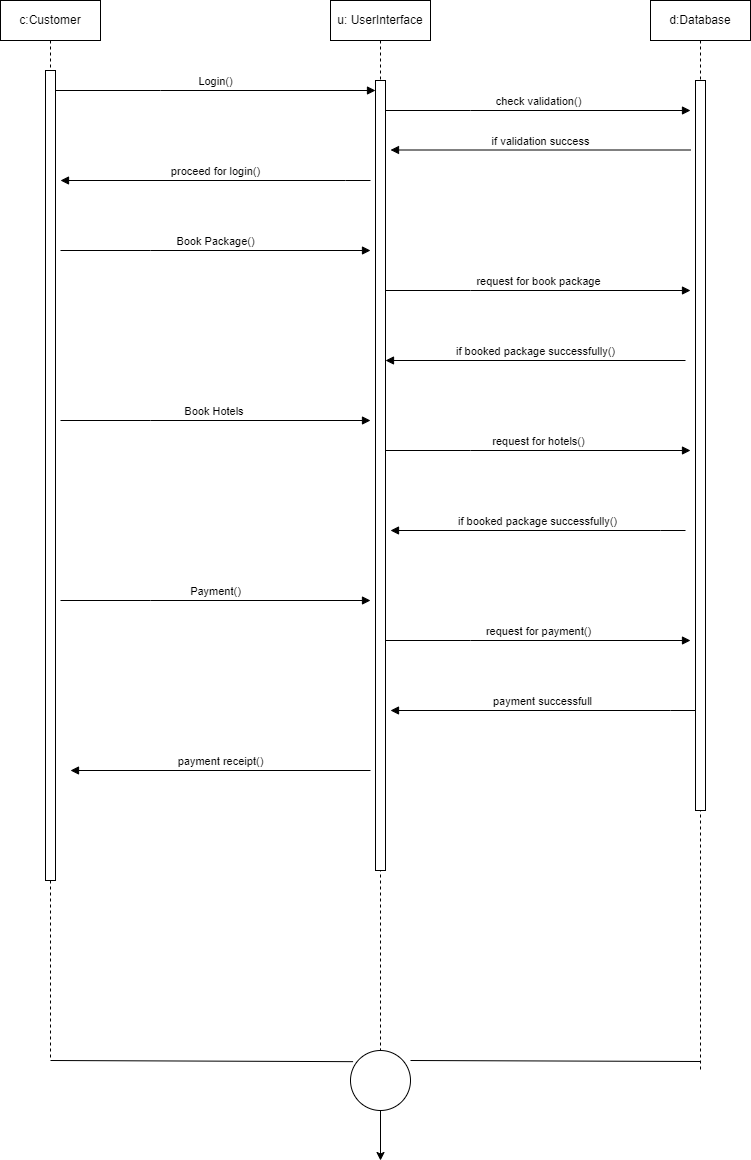 c:Customer
u: UserInterface
d:Database
Login()
check validation()
if validation success
proceed for login()
Book Package()
request for book package
if booked package successfully()
Book Hotels
request for hotels()
if booked package successfully()
Payment()
request for payment()
payment successfull
payment receipt()